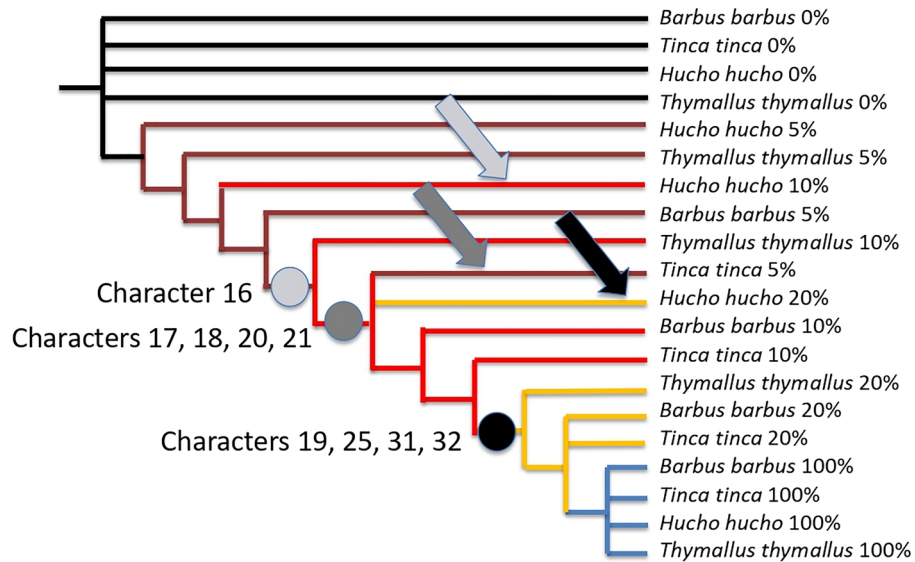 Barbus barbus 0%
Tinca tinca 0%
Hucho hucho 0%
Thymallus thymallus 0%
Hucho hucho 5%
Thymallus thymallus 5%
Hucho hucho 10%
Barbus barbus 5%
Thymallus thymallus 10%
Tinca tinca 5%
Character 16
Hucho hucho 20%
Barbus barbus 10%
Characters 17, 18, 20, 21
Tinca tinca 10%
Thymallus thymallus 20%
Barbus barbus 20%
Tinca tinca 20%
Characters 19, 25, 31, 32
Barbus barbus 100%
Tinca tinca 100%
Hucho hucho 100%
Thymallus thymallus 100%